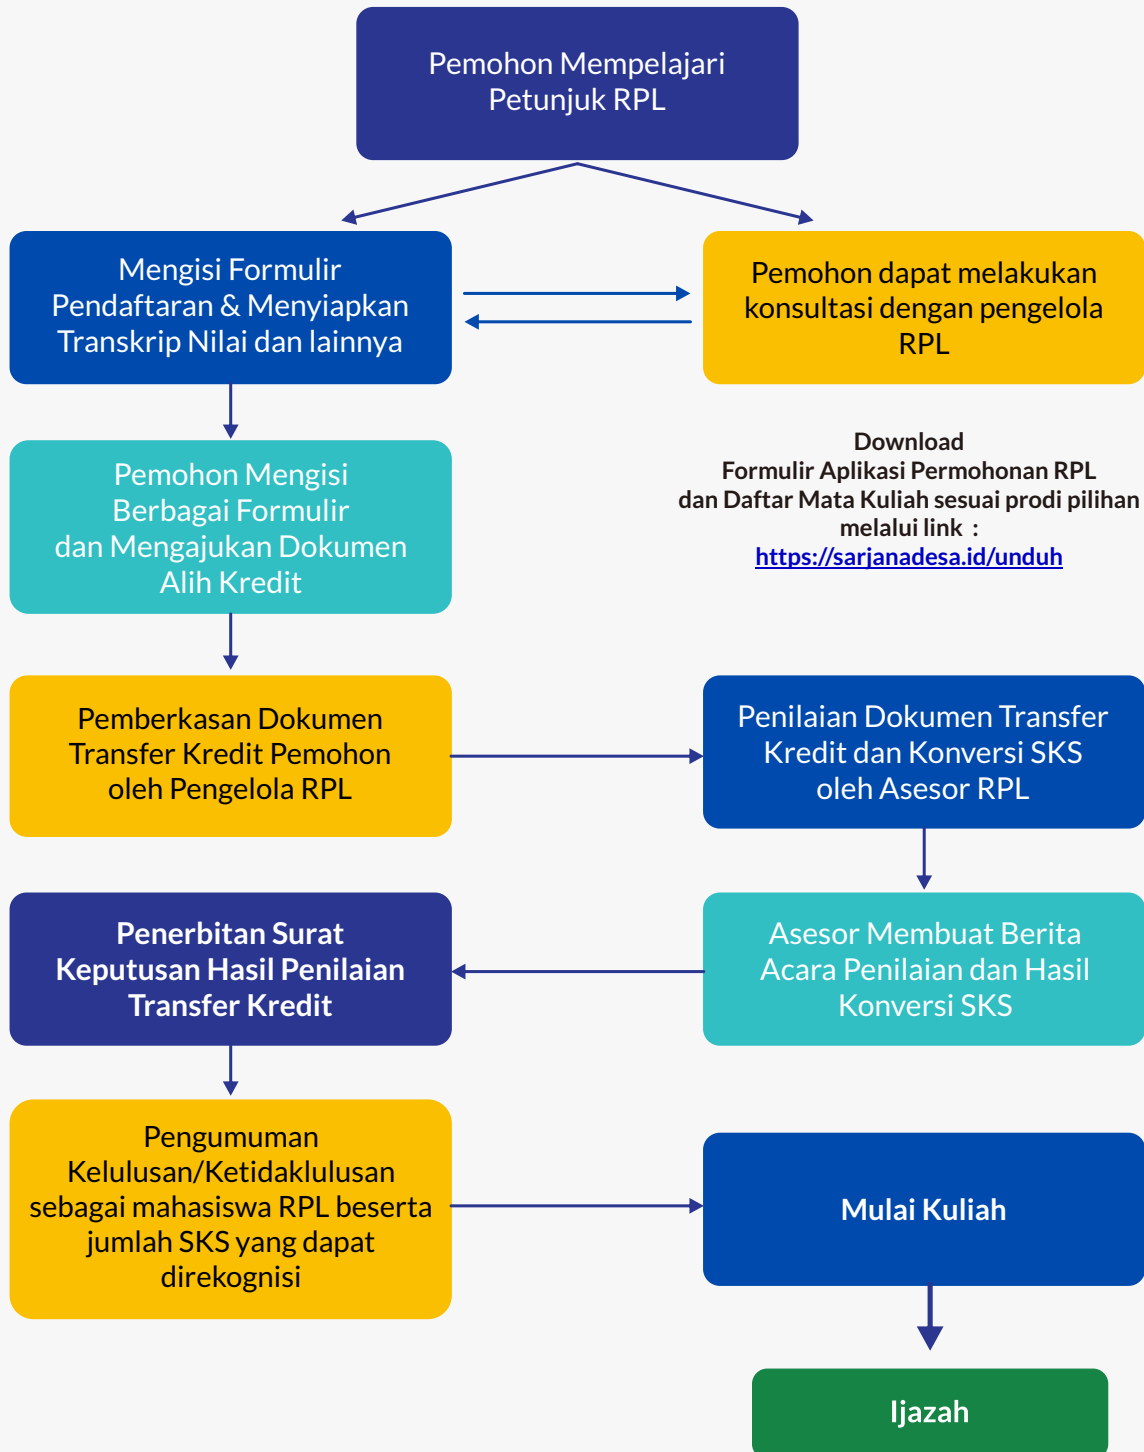 Pemohon Mempelajari
Petunjuk RPL
Mengisi Formulir
Pendaftaran & Menyiapkan
Transkrip Nilai dan lainnya
Pemohon dapat melakukan
konsultasi dengan pengelola
RPL
Pemohon Mengisi
Berbagai Formulir
dan Mengajukan Dokumen
Alih Kredit
Download
Formulir Aplikasi Permohonan RPL
dan Daftar Mata Kuliah sesuai prodi pilihan
melalui link :
https://sarjanadesa.id/unduh
Pemberkasan Dokumen
Transfer Kredit Pemohon
oleh Pengelola RPL
Penilaian Dokumen Transfer
Kredit dan Konversi SKS
oleh Asesor RPL
Asesor Membuat Berita
Acara Penilaian dan Hasil
Konversi SKS
Penerbitan Surat
Keputusan Hasil Penilaian
Transfer Kredit
Pengumuman
Kelulusan/Ketidaklulusan
sebagai mahasiswa RPL beserta
jumlah SKS yang dapat
direkognisi
Mulai Kuliah
Ijazah